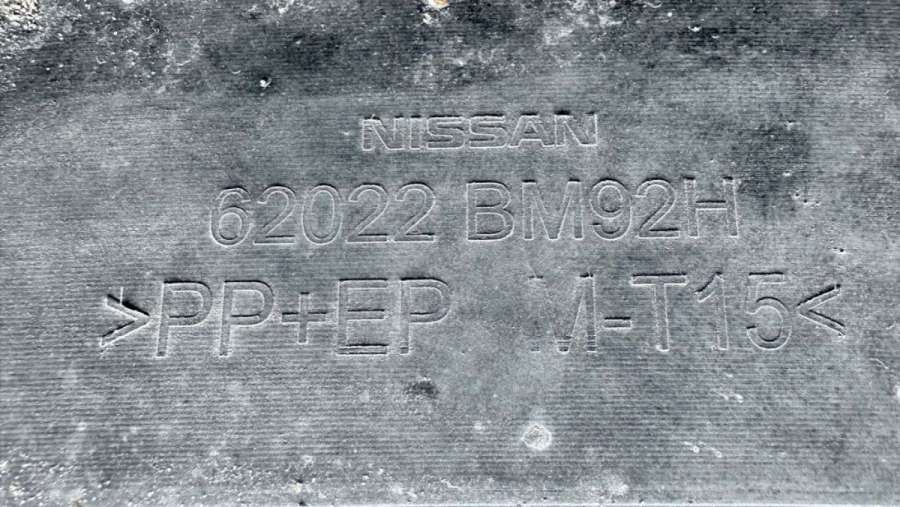 NISSAN
62022 BM92H
>PP+EP M-T15<